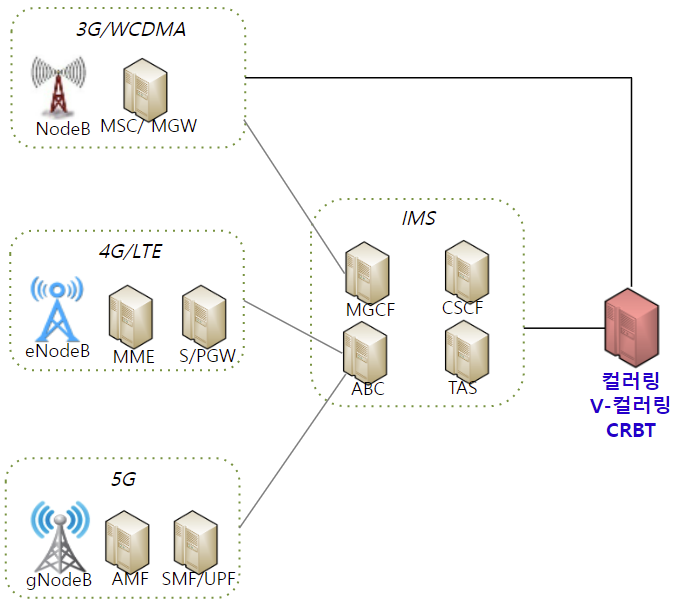 3G/WCDMA
NodeB
MSC/ MGW
4G/LTE
eNodeB
MME
S/PGW
5G
gNodeB
AMF
SMF/UPF
IMS
MGCF
CSCF
ABC
TAS
컬러링
V-컬러링
CRBT